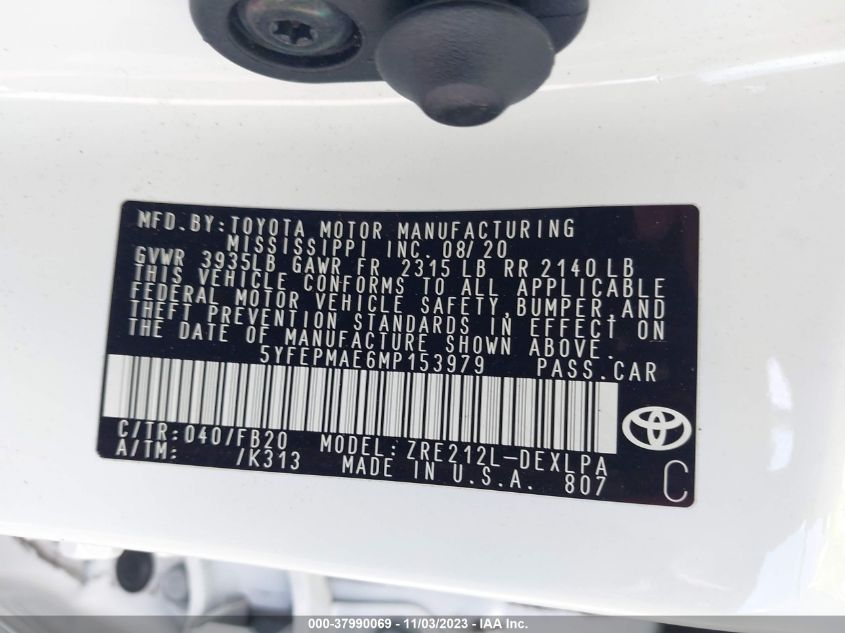 MFD.BY:TOYOTA MOTOR MANUFACTURING
MISSISSIPPI INC. 08/20
GVWR 3935LB GAWR FR 2315 LB RR 2140 LB
THIS VEHICLE CONFORMS TO ALL APPLICABLE
FEDERAL MOTOR VEHICLE SAFETY, BUMPER, AND
THEFT PREVENTION STANDARDS IN EFFECT ON
THE DATE OF MANUFACTURE SHOWN ABOVE.
5YFEPMAE6MP153979 PASS.CAR
C/TR:040/FB20 MODEL:ZRE212L-DEXLPA
A/TM: /K313 MADE IN U.S.A. 807 C
000-37990069 - 11/03/2023 - IAA Inc.